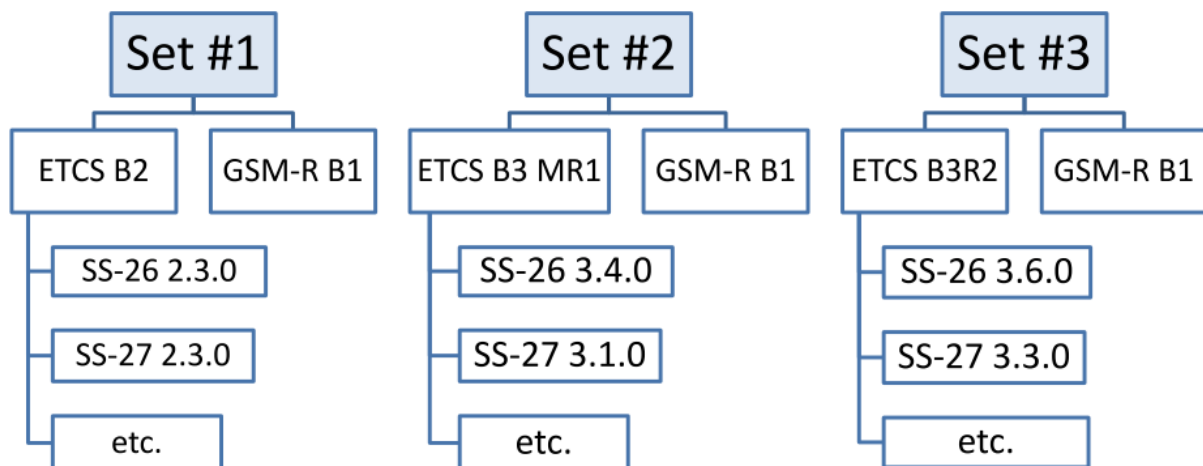 Set #1
ETCS B2
GSM-R B1
SS-26 2.3.0
SS-27 2.3.0
etc.
Set #2
ETCS B3 MR1
GSM-R B1
SS-26 3.4.0
SS-27 3.1.0
etc.
Set #3
ETCS B3R2
GSM-R B1
SS-26 3.6.0
SS-27 3.3.0
etc.